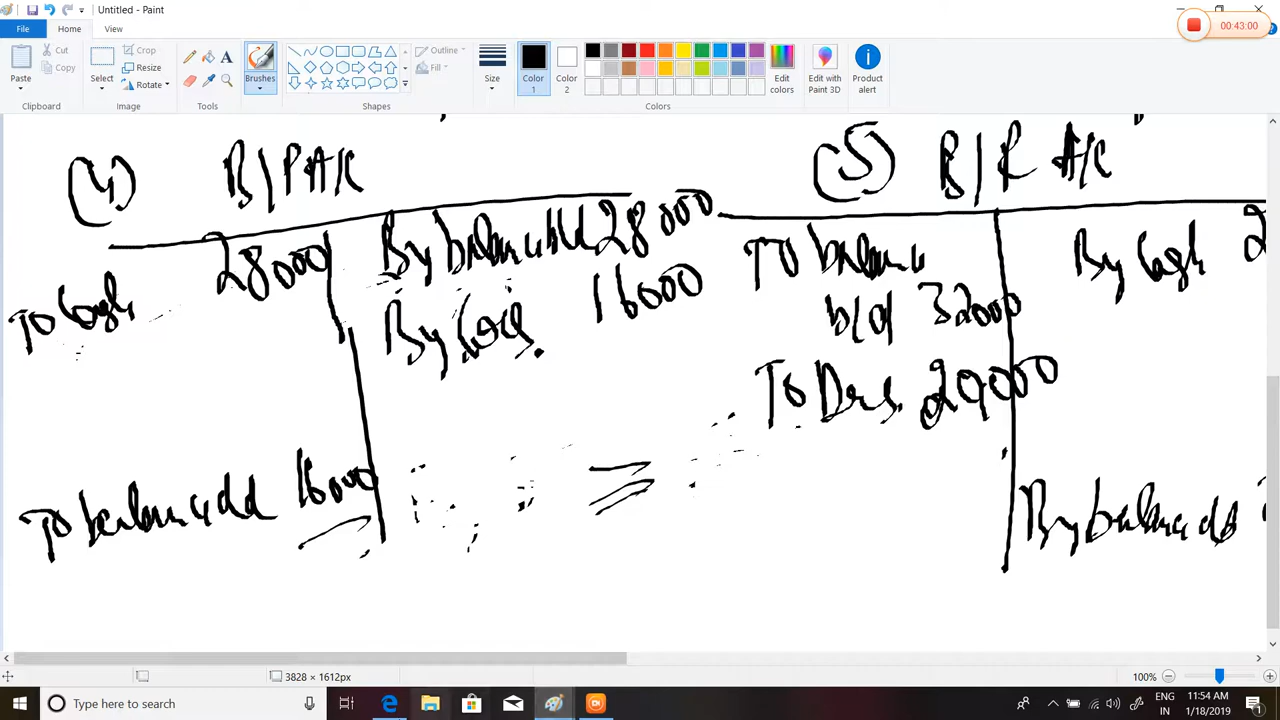 Untitled - Paint
00:43:00
File
Home
View
Paste
Cut
Copy
Clipboard
Select
Crop
Resize
Rotate
Image
Tools
Brushes
Shapes
Outline
Fill
Size
Color
1
Color
2
Colors
Edit
colors
Edit with
Paint 3D
Product
alert
(4) B/P A/c
To Cash 28000
By balance b/d 28000
By Crs. 16000
To balance c/d 16000
(5) B/R A/c
To balance
b/d 32000
To Drs. 29000
By Cash 2
By balance c/d
3828 × 1612px
100%
Type here to search
ENG
IN
11:54 AM
1/18/2019